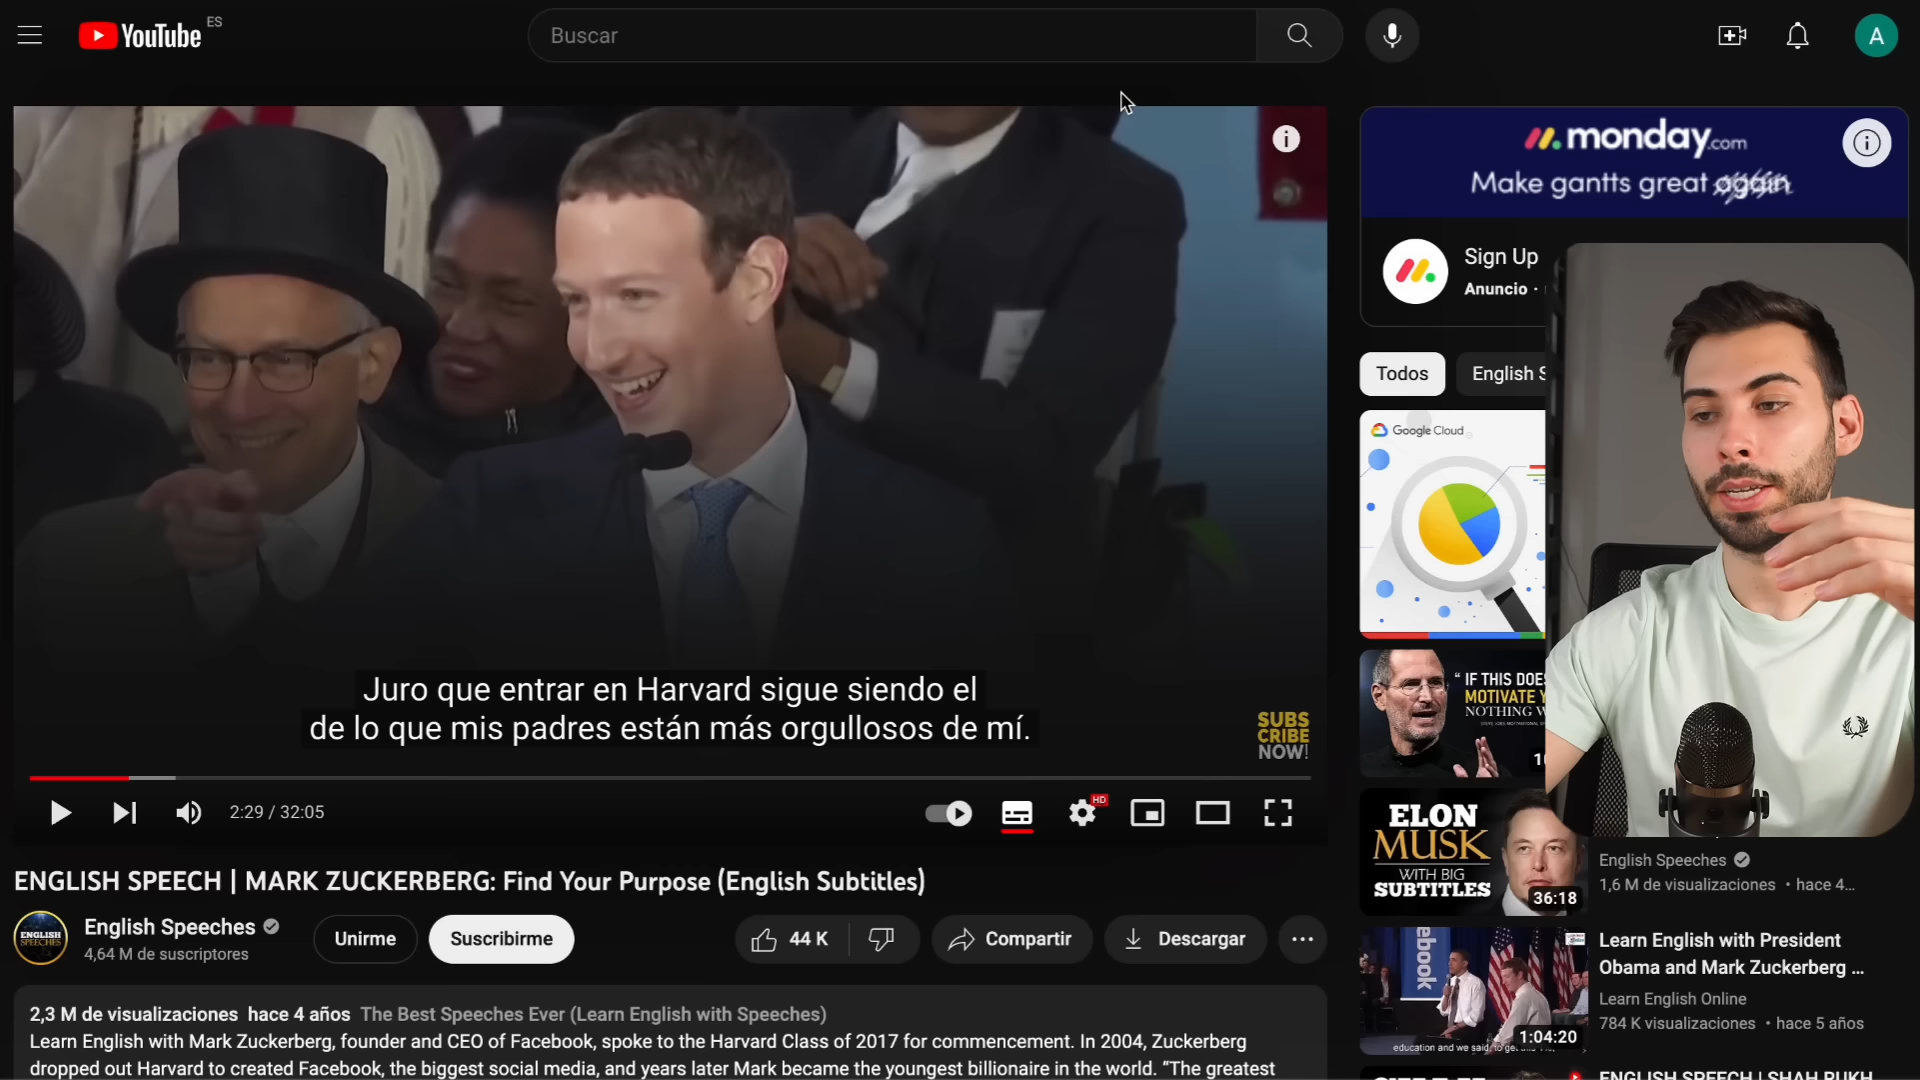 YouTube ES
Buscar
A
monday.com
Make gantts great again
Sign Up
Anuncio ·
Todos
English S
Google Cloud
Juro que entrar en Harvard sigue siendo el
de lo que mis padres están más orgullosos de mí.
SUBS
CRIBE
NOW!
2:29 / 32:05
HD
"IF THIS DOES
MOTIVATE Y
NOTHING W
ELON
MUSK
WITH BIG
SUBTITLES
36:18
English Speeches
1,6 M de visualizaciones • hace 4...
ENGLISH SPEECH | MARK ZUCKERBERG: Find Your Purpose (English Subtitles)
ENGLISH
SPEECHES
English Speeches
4,64 M de suscriptores
Unirme
Suscribirme
44 K
Compartir
Descargar
ebook
1:04:20
Learn English with President
Obama and Mark Zuckerberg ...
Learn English Online
784 K visualizaciones • hace 5 años
2,3 M de visualizaciones hace 4 años The Best Speeches Ever (Learn English with Speeches)
Learn English with Mark Zuckerberg, founder and CEO of Facebook, spoke to the Harvard Class of 2017 for commencement. In 2004, Zuckerberg
dropped out Harvard to created Facebook, the biggest social media, and years later Mark became the youngest billionaire in the world. “The greatest
ENGLISH SPEECH | SHAH RUKH